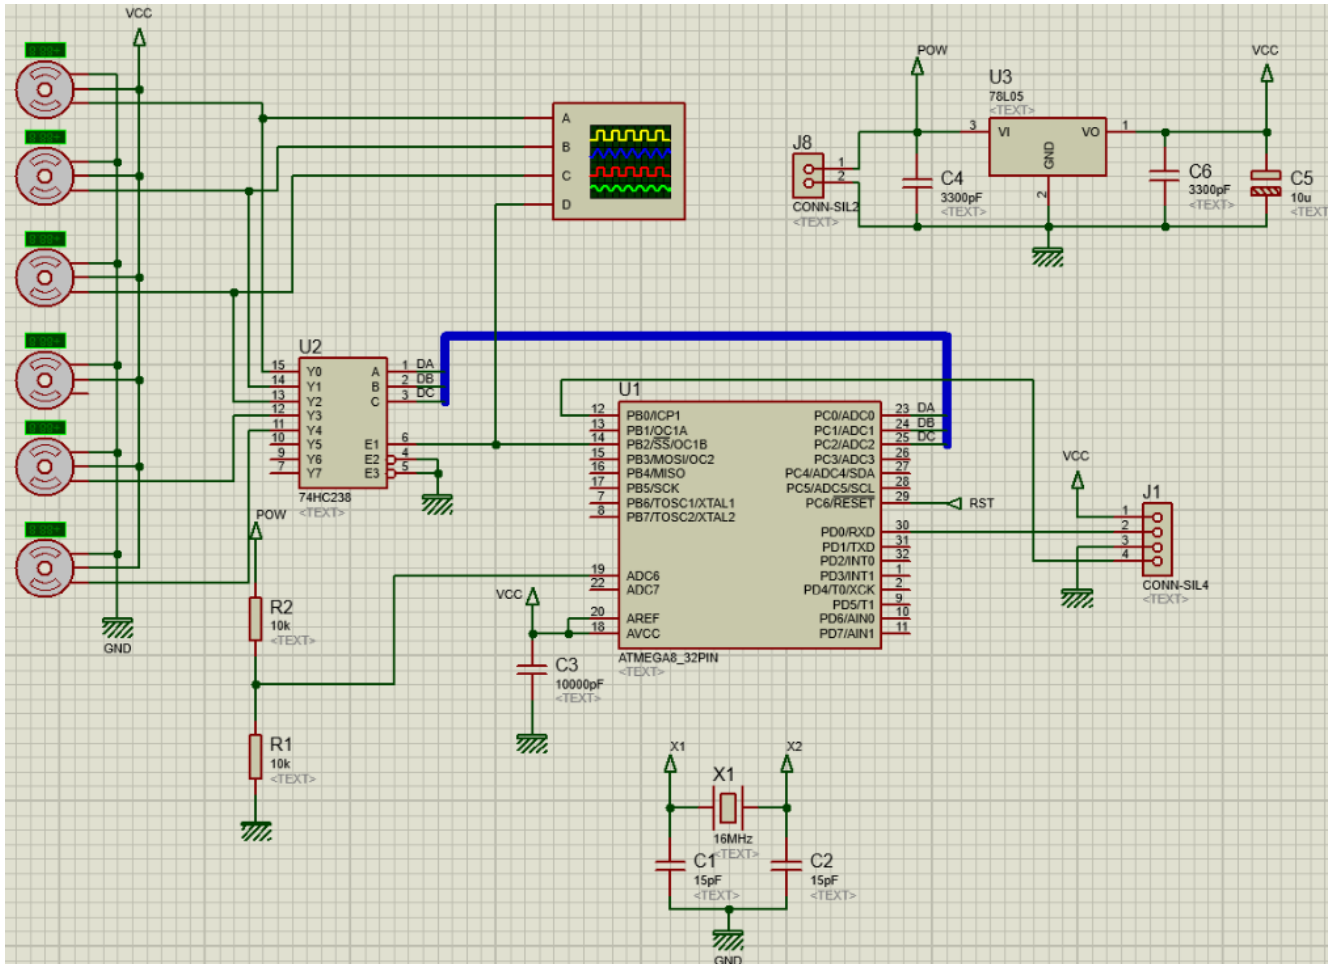 VCC
POW
VCC
U3
78L05
<TEXT>
3
VI
VO
1
GND
2
J8
1
2
CONN-SIL2
<TEXT>
C4
3300pF
<TEXT>
C6
3300pF
<TEXT>
C5
10u
<TEXT
A
B
C
D
U2
15
Y0
A
1
DA
14
Y1
B
2
DB
13
Y2
C
3
DC
12
Y3
11
Y4
10
Y5
E1
6
9
Y6
E2
4
7
Y7
E3
5
74HC238
<TEXT>
U1
12
PB0/ICP1
PC0/ADC0
23
DA
13
PB1/OC1A
PC1/ADC1
24
DB
14
PB2/SS/OC1B
PC2/ADC2
25
DC
15
PB3/MOSI/OC2
PC3/ADC3
26
16
PB4/MISO
PC4/ADC4/SDA
27
17
PB5/SCK
PC5/ADC5/SCL
28
7
PB6/TOSC1/XTAL1
PC6/RESET
29
RST
8
PB7/TOSC2/XTAL2
PD0/RXD
30
PD1/TXD
31
PD2/INT0
32
19
ADC6
PD3/INT1
1
22
ADC7
PD4/T0/XCK
2
PD5/T1
9
20
AREF
PD6/AIN0
10
18
AVCC
PD7/AIN1
11
ATMEGA8_32PIN
<TEXT>
VCC
J1
1
2
3
4
CONN-SIL4
<TEXT>
POW
R2
10k
<TEXT>
GND
VCC
C3
10000pF
<TEXT>
R1
10k
<TEXT>
X1
X2
X1
16MHz
<TEXT>
C1
15pF
<TEXT>
C2
15pF
<TEXT>
GND